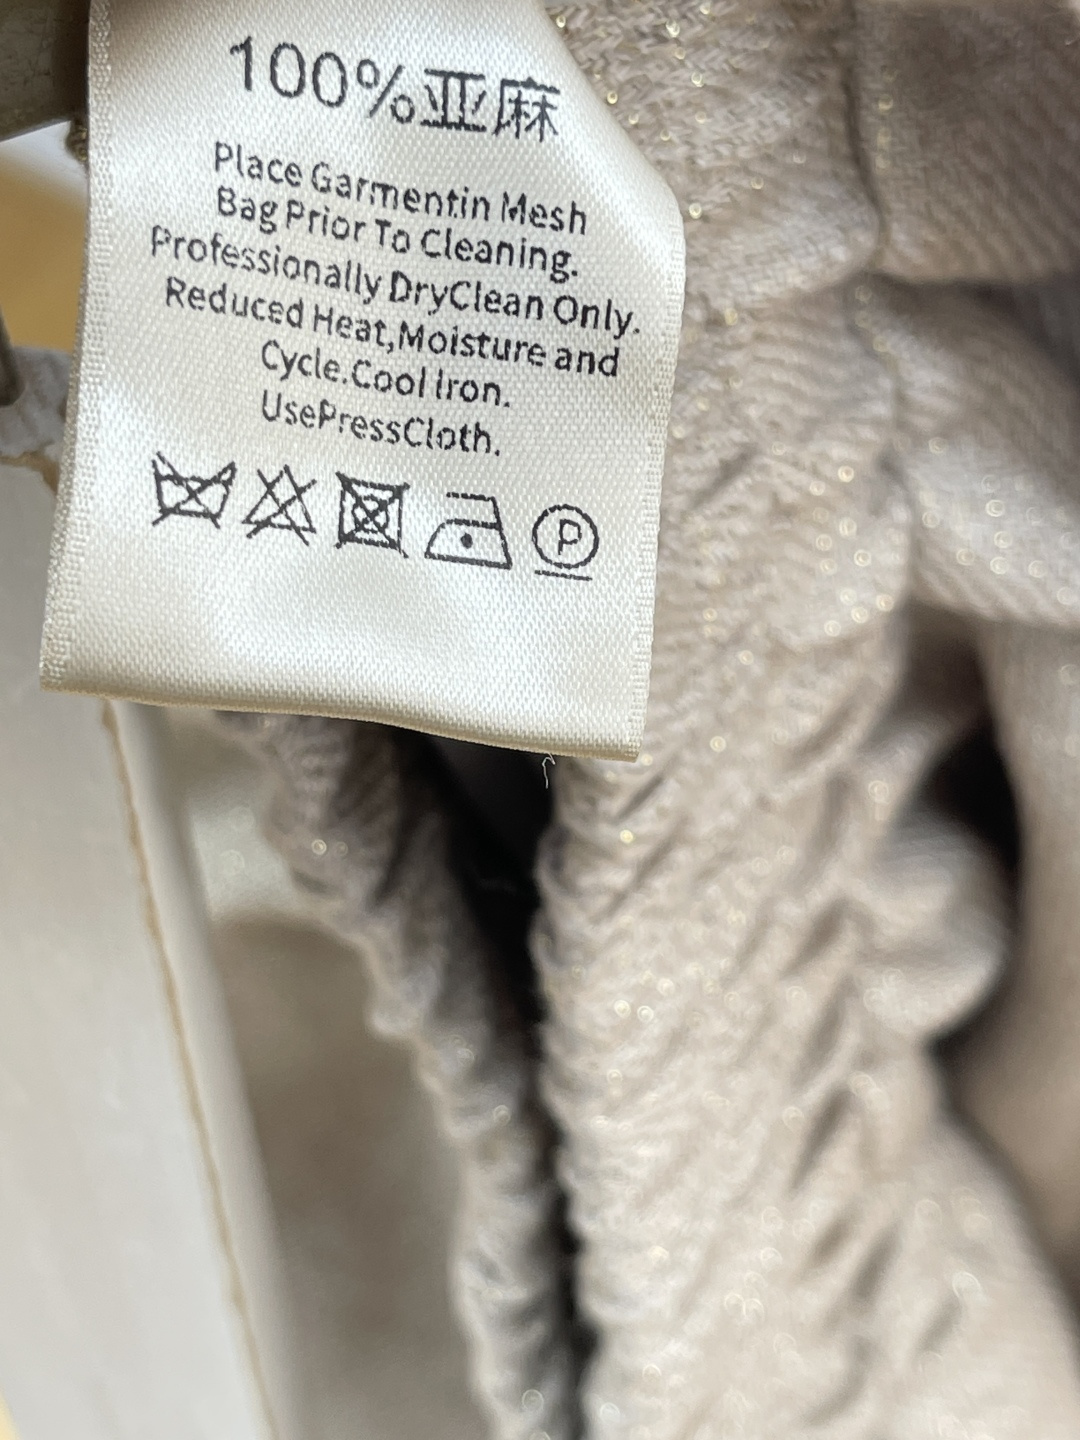 100%亚麻
Place Garmentin Mesh
Bag Prior To Cleaning.
Professionally DryClean Only.
Reduced Heat,Moisture and
Cycle.Cool Iron.
UsePressCloth.
P